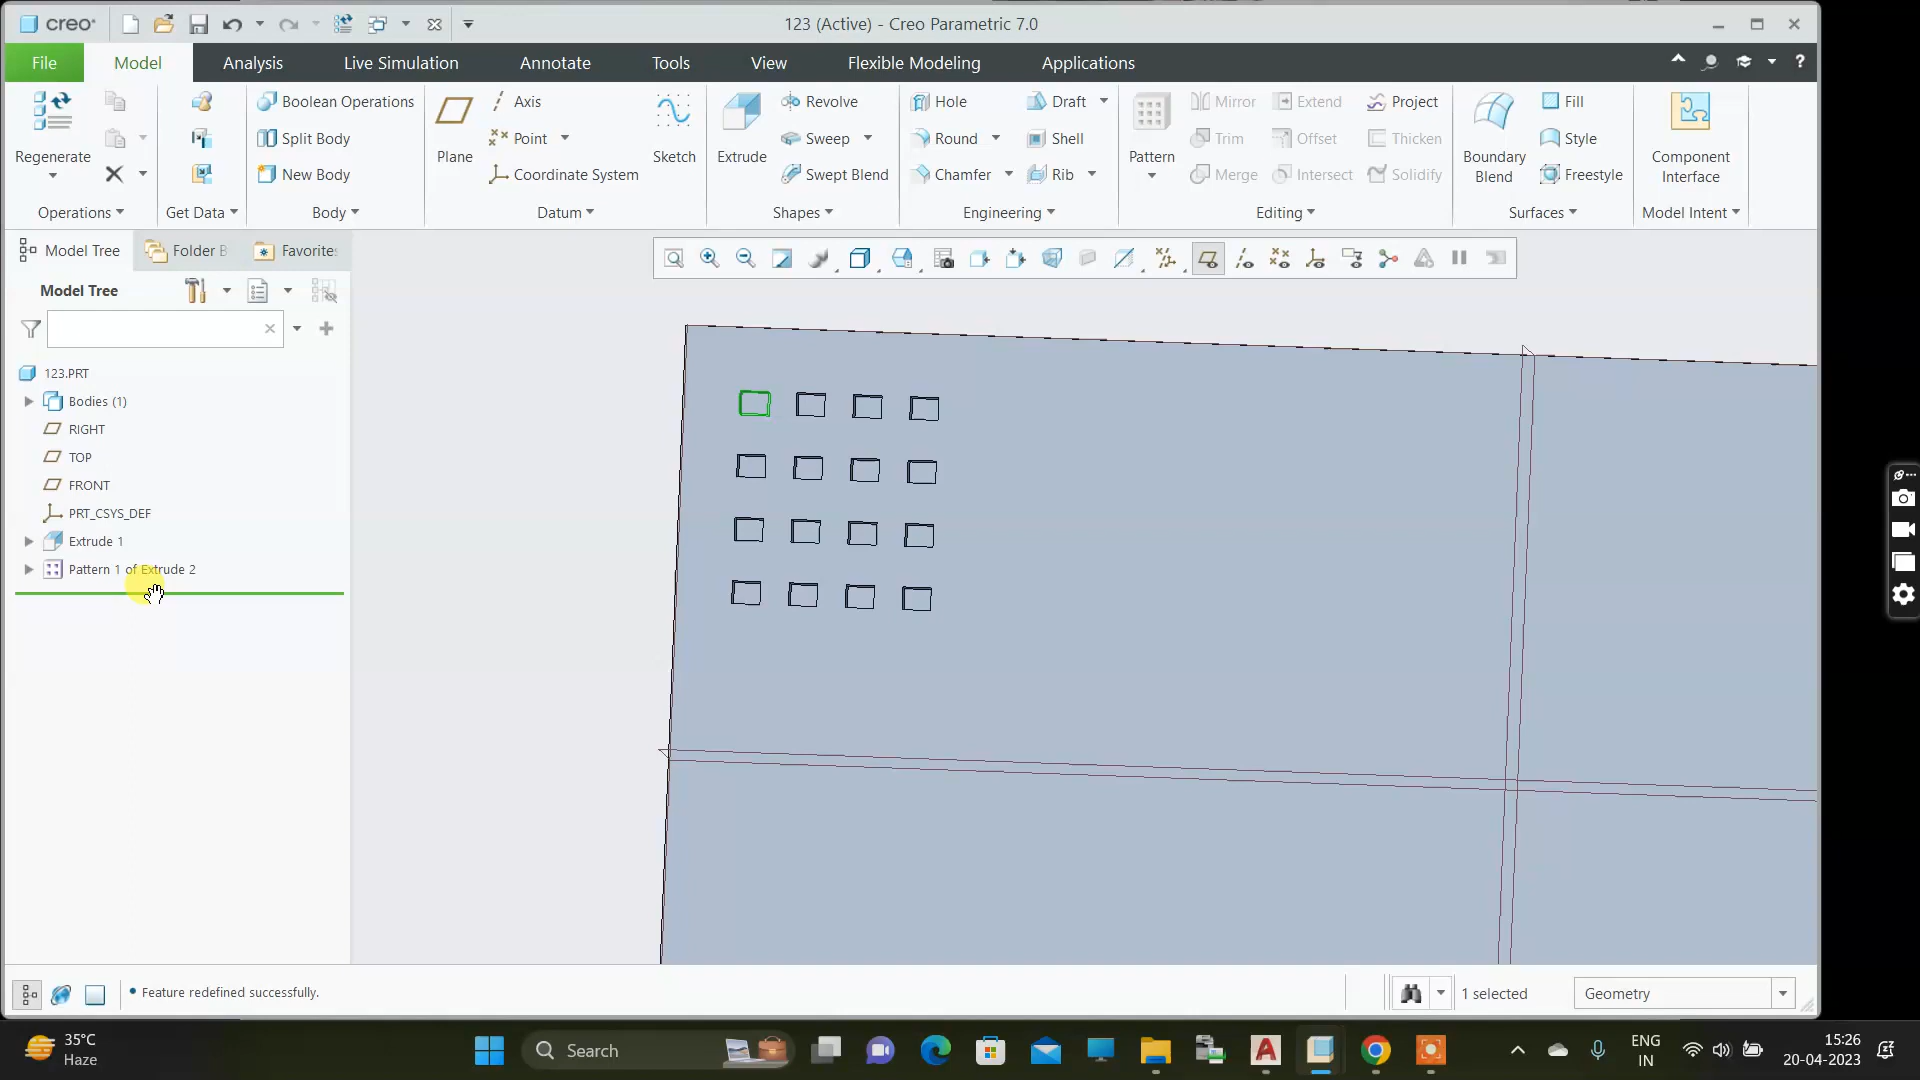 creo°
123 (Active) - Creo Parametric 7.0
File
Model
Analysis
Live Simulation
Annotate
Tools
View
Flexible Modeling
Applications
Regenerate
Operations
Get Data
Boolean Operations
Split Body
New Body
Body
Plane
Axis
Point
Coordinate System
Sketch
Datum
Extrude
Revolve
Sweep
Swept Blend
Shapes
Hole
Draft
Round
Shell
Chamfer
Rib
Engineering
Pattern
Mirror
Extend
Project
Trim
Offset
Thicken
Merge
Intersect
Solidify
Editing
Boundary
Blend
Fill
Style
Freestyle
Surfaces
Component
Interface
Model Intent
Model Tree
Folder B
Favorite
Model Tree
123.PRT
Bodies (1)
RIGHT
TOP
FRONT
PRT_CSYS_DEF
Extrude 1
Pattern 1 of Extrude 2
Feature redefined successfully.
1 selected
Geometry
35°C
Haze
Search
ENG
IN
15:26
20-04-2023